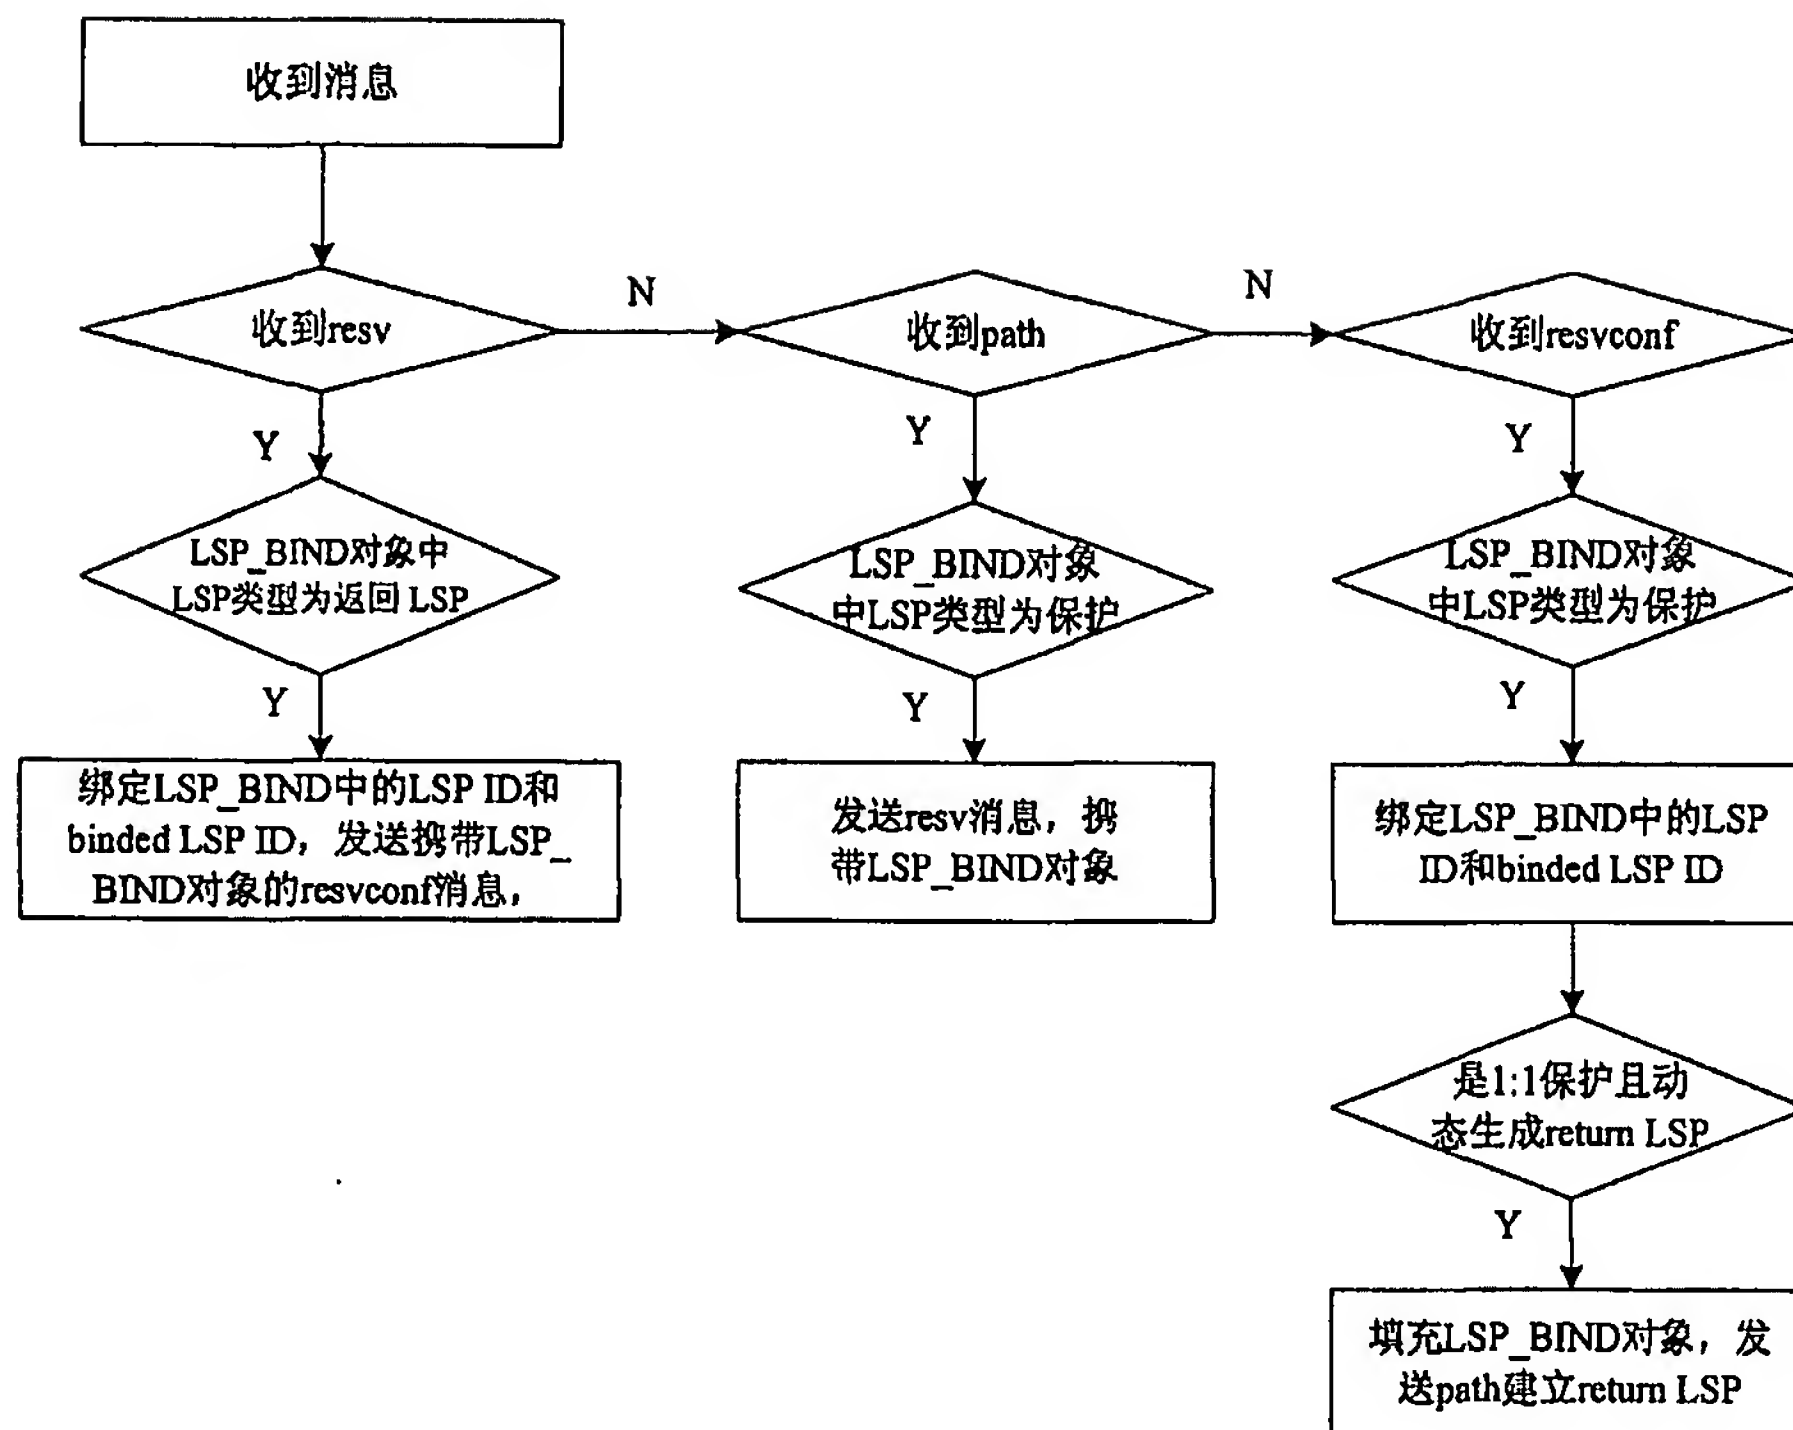 收到消息
收到resv
N
收到path
N
收到resvconf
Y
Y
Y
LSP_BIND对象中
LSP类型为返回 LSP
LSP_BIND对象
中LSP类型为保护
LSP_BIND对象
中LSP类型为保护
Y
Y
Y
绑定LSP_BIND中的LSP ID和
binded LSP ID，发送携带LSP_
BIND对象的resvconf消息，
发送resv消息，携
带LSP_BIND对象
绑定LSP_BIND中的LSP
ID和binded LSP ID
是1:1保护且动
态生成return LSP
Y
填充LSP_BIND对象，发
送path建立return LSP